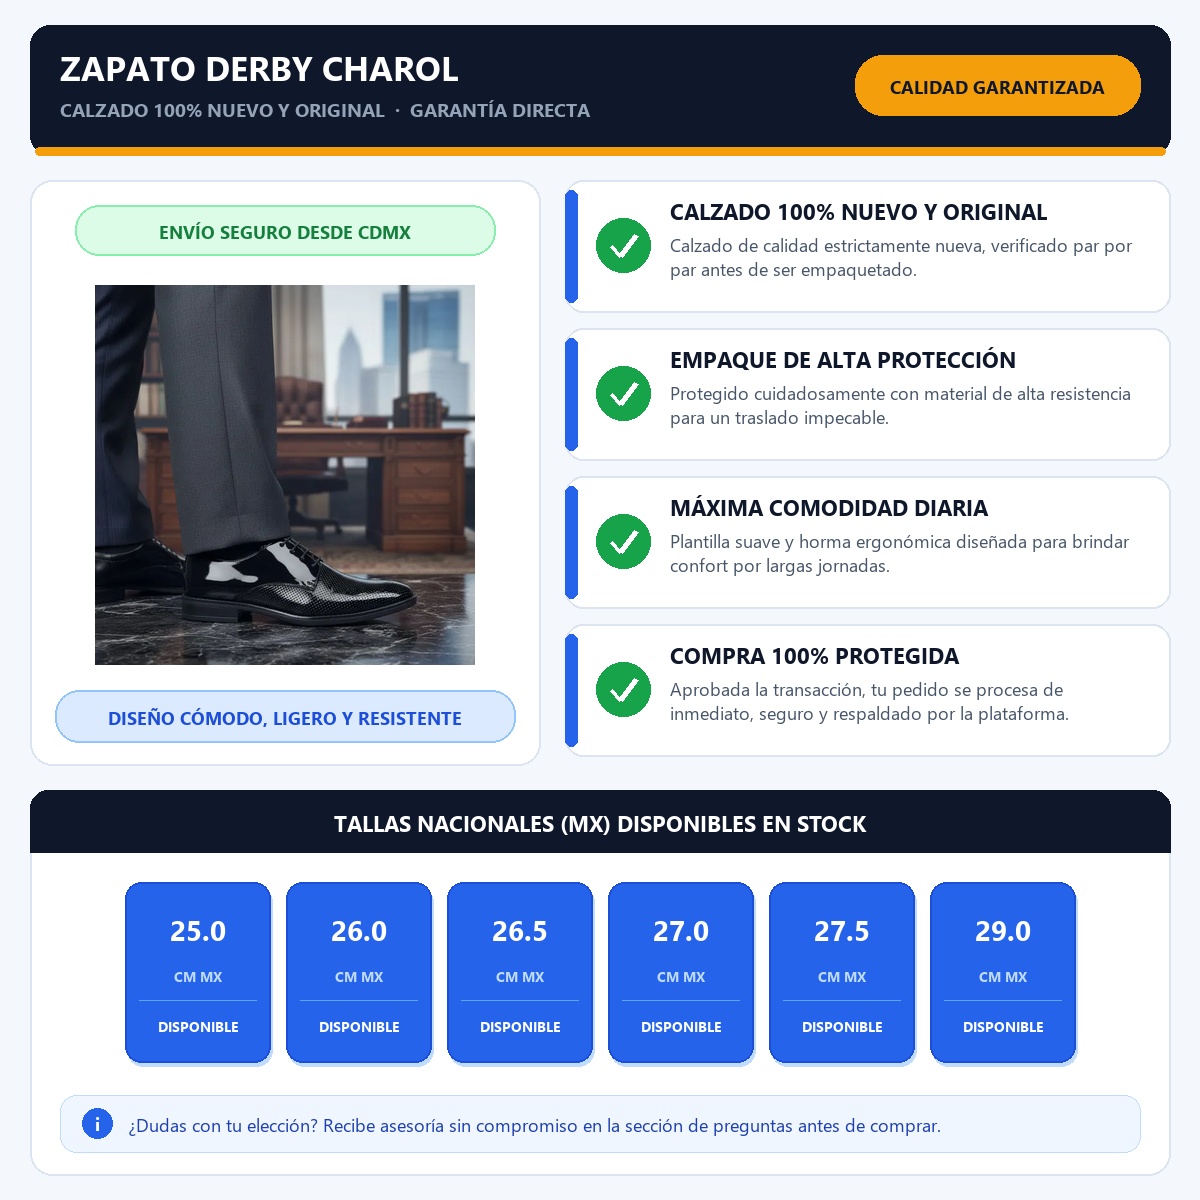 ZAPATO DERBY CHAROL
CALZADO 100% NUEVO Y ORIGINAL · GARANTÍA DIRECTA
CALIDAD GARANTIZADA
ENVÍO SEGURO DESDE CDMX
DISEÑO CÓMODO, LIGERO Y RESISTENTE
CALZADO 100% NUEVO Y ORIGINAL
Calzado de calidad estrictamente nueva, verificado par por
par antes de ser empaquetado.
EMPAQUE DE ALTA PROTECCIÓN
Protegido cuidadosamente con material de alta resistencia
para un traslado impecable.
MÁXIMA COMODIDAD DIARIA
Plantilla suave y horma ergonómica diseñada para brindar
confort por largas jornadas.
COMPRA 100% PROTEGIDA
Aprobada la transacción, tu pedido se procesa de
inmediato, seguro y respaldado por la plataforma.
TALLAS NACIONALES (MX) DISPONIBLES EN STOCK
25.0
CM MX
DISPONIBLE
26.0
CM MX
DISPONIBLE
26.5
CM MX
DISPONIBLE
27.0
CM MX
DISPONIBLE
27.5
CM MX
DISPONIBLE
29.0
CM MX
DISPONIBLE
i
¿Dudas con tu elección? Recibe asesoría sin compromiso en la sección de preguntas antes de comprar.